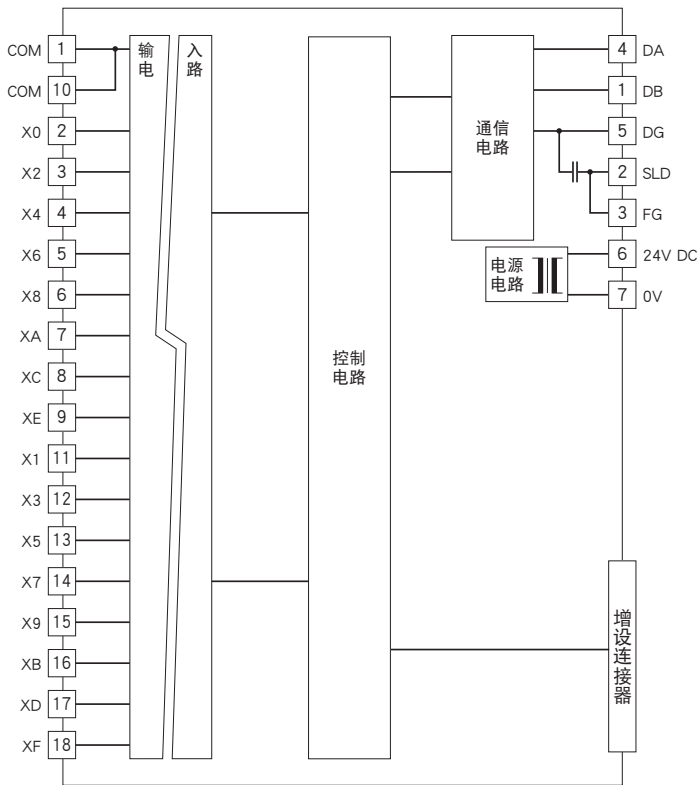 COM 1
COM 10
X0 2
X2 3
X4 4
X6 5
X8 6
XA 7
XC 8
XE 9
X1 11
X3 12
X5 13
X7 14
X9 15
XB 16
XD 17
XF 18
输入
电路
控制
电路
通信
电路
电源
电路
4 DA
1 DB
5 DG
2 SLD
3 FG
6 24V DC
7 0V
增设连接器